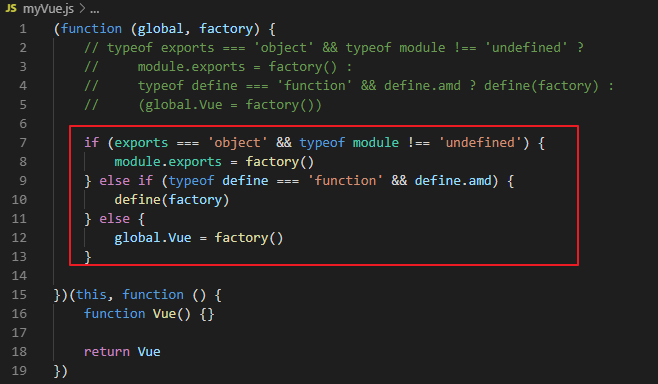 JS myVue.js > ...
1 (function (global, factory) {
2 // typeof exports === 'object' && typeof module !== 'undefined' ?
3 //     module.exports = factory() :
4 //     typeof define === 'function' && define.amd ? define(factory) :
5 //     (global.Vue = factory())
6
7 if (exports === 'object' && typeof module !== 'undefined') {
8 module.exports = factory()
9 } else if (typeof define === 'function' && define.amd) {
10 define(factory)
11 } else {
12 global.Vue = factory()
13 }
14
15 })(this, function () {
16 function Vue() {}
17
18 return Vue
19 })